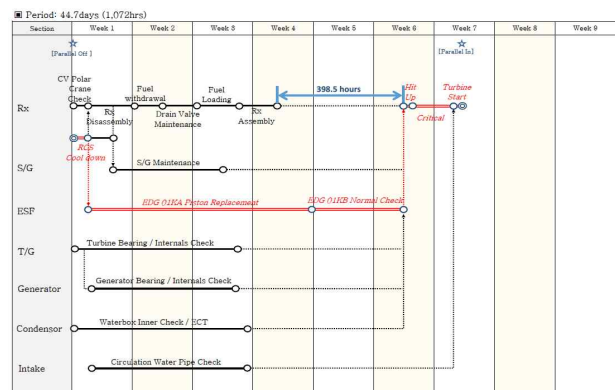 ▣ Period: 44.7days (1,072hrs)
Section Week 1 Week 2 Week 3 Week 4 Week 5 Week 6 Week 7 Week 8 Week 9
[Parallel Off] [Parallel In]
CV Polar
Crane
Check
Fuel
withdrawal
Fuel
Loading
398.5 hours
Hit
Up
Turbine
Start
Rx
Rx
Disassembly
Drain Valve
Maintenance
Rx
Assembly
Critical
RCS
Cool down
S/G
S/G Maintenance
ESF
EDG 01KA Piston Replacement
EDG 01KB Normal Check
T/G
Turbine Bearing / Internals Check
Generator
Generator Bearing / Internals Check
Condensor
Waterbox Inner Check / ECT
Intake
Circulation Water Pipe Check